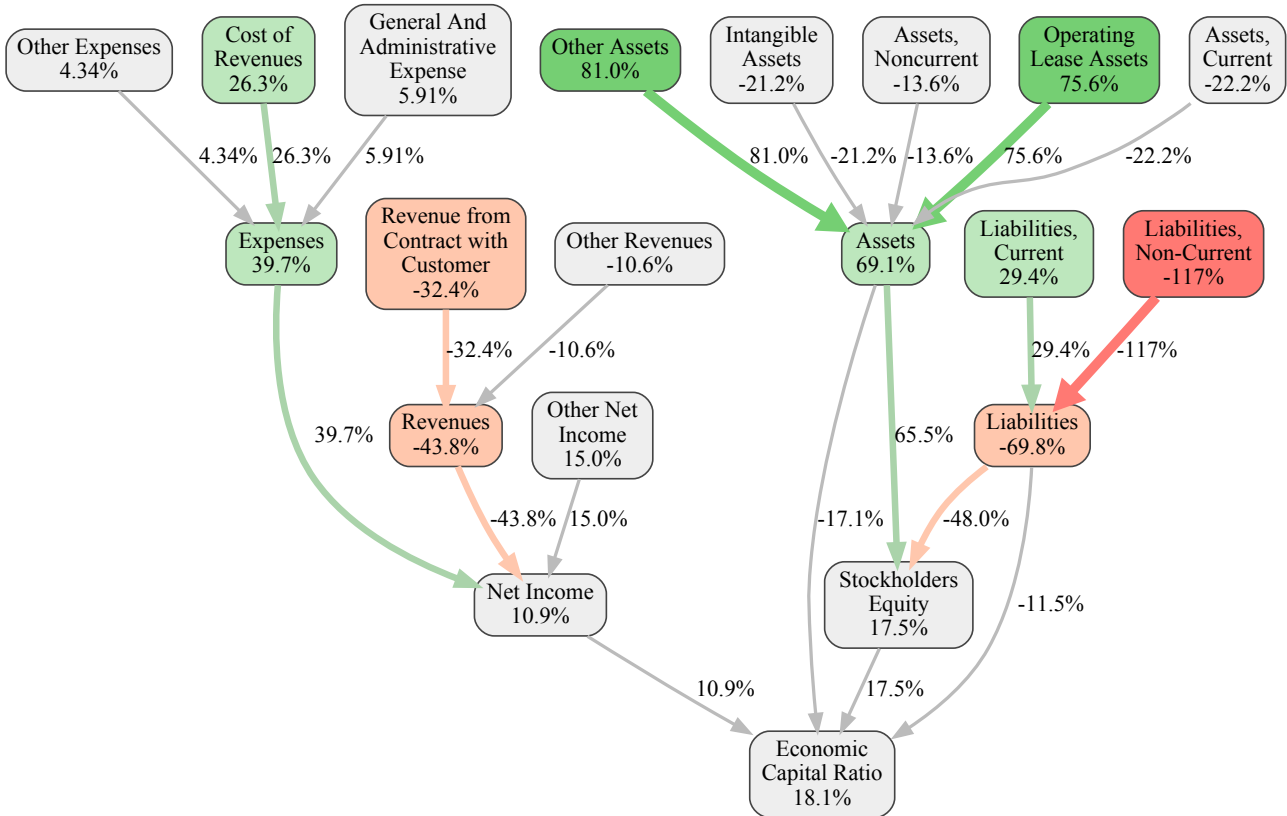 Other Expenses
4.34%
Cost of
Revenues
26.3%
General And
Administrative
Expense
5.91%
Other Assets
81.0%
Intangible
Assets
-21.2%
Assets,
Noncurrent
-13.6%
Operating
Lease Assets
75.6%
Assets,
Current
-22.2%
4.34%
26.3%
5.91%
81.0%
-21.2%
-13.6%
75.6%
-22.2%
Expenses
39.7%
Revenue from
Contract with
Customer
-32.4%
Other Revenues
-10.6%
Assets
69.1%
Liabilities,
Current
29.4%
Liabilities,
Non-Current
-117%
-32.4%
-10.6%
29.4%
-117%
39.7%
Revenues
-43.8%
Other Net
Income
15.0%
65.5%
Liabilities
-69.8%
-43.8%
15.0%
-17.1%
-48.0%
Net Income
10.9%
Stockholders
Equity
17.5%
-11.5%
10.9%
17.5%
Economic
Capital Ratio
18.1%